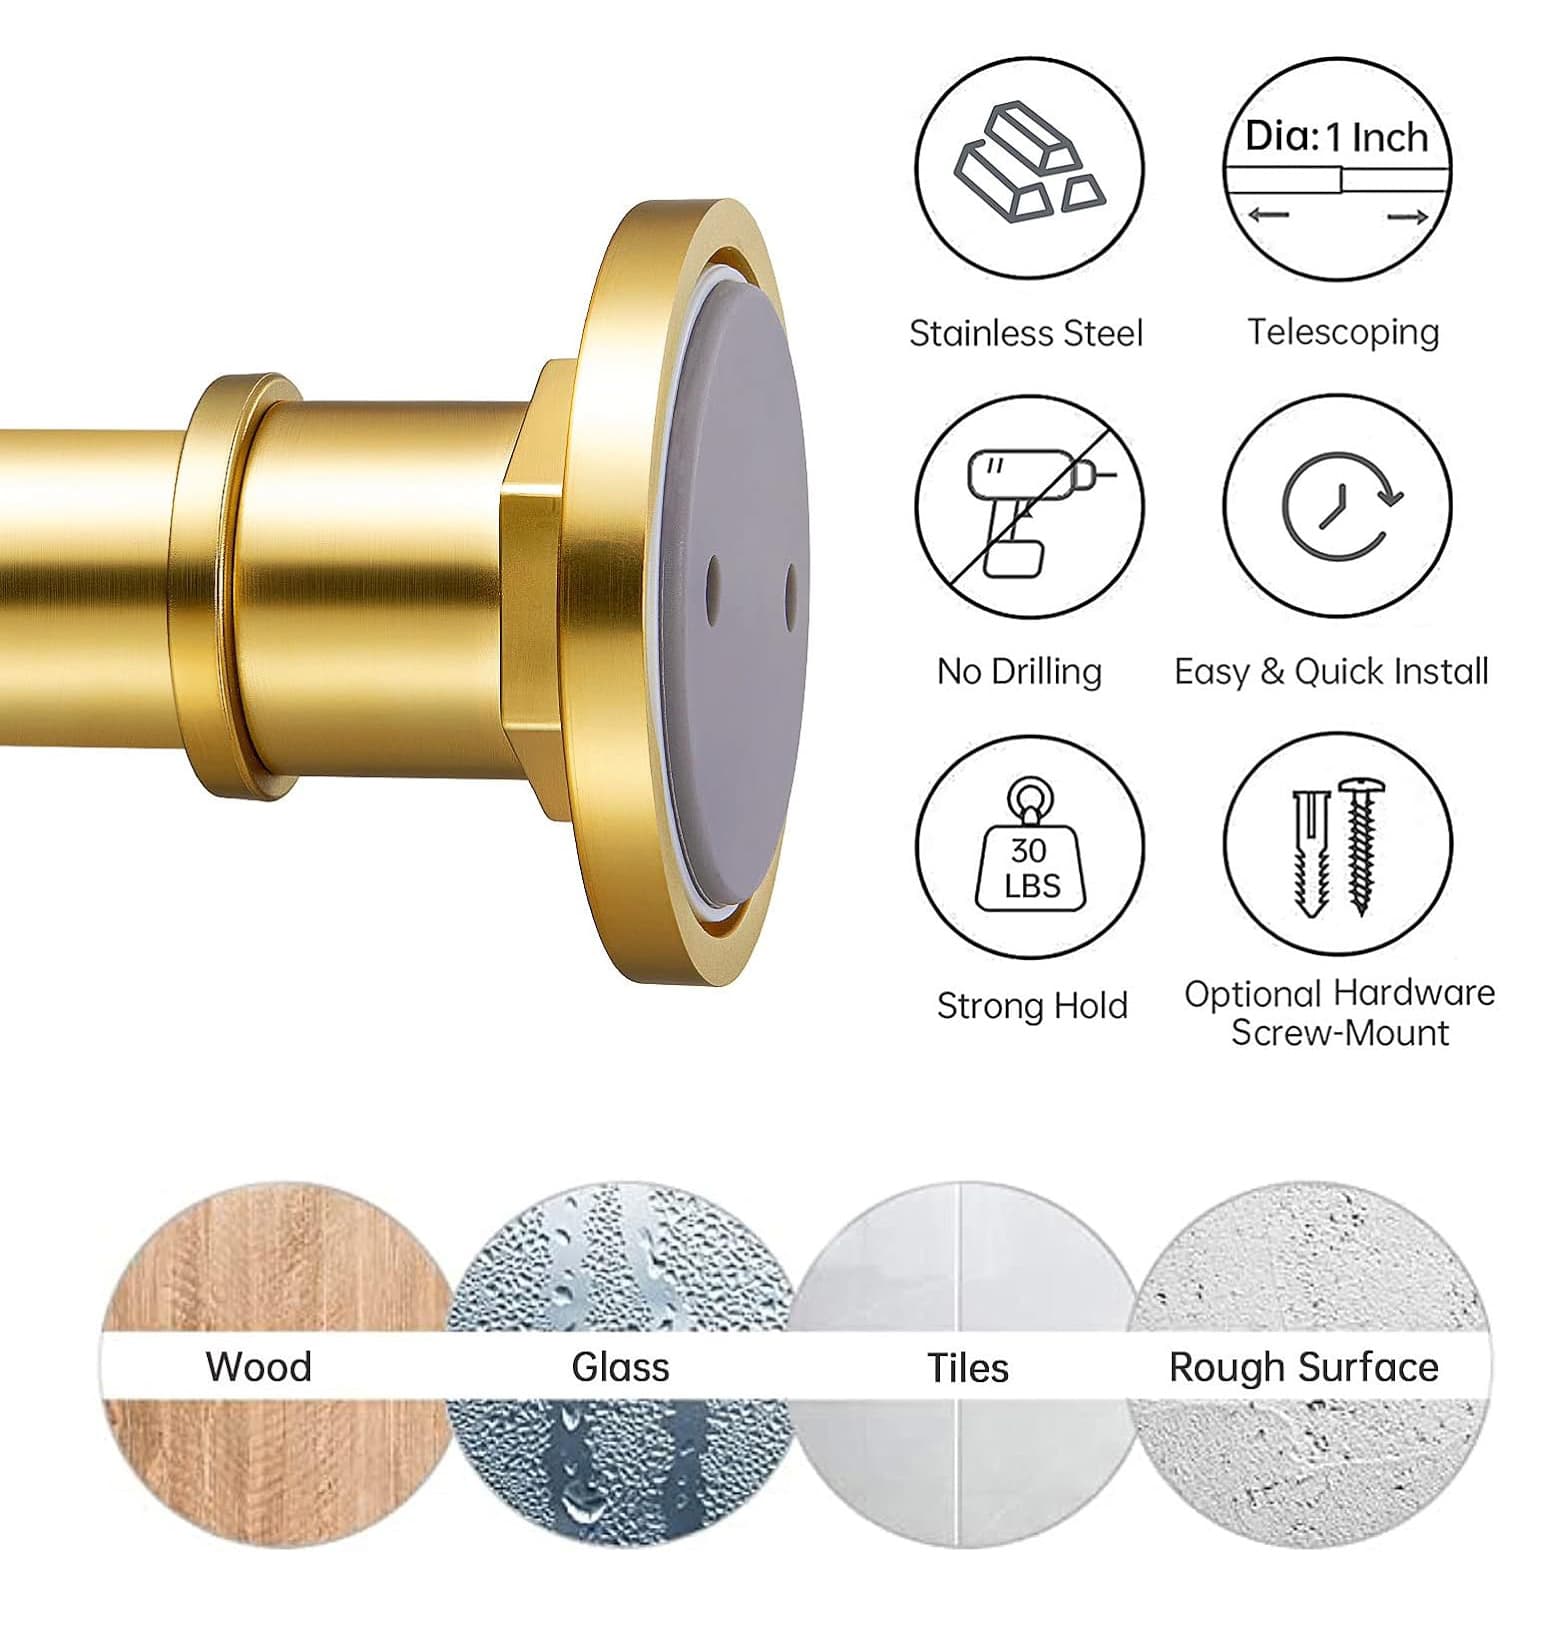 Dia: 1 Inch
Stainless Steel
Telescoping
No Drilling
Easy & Quick Install
30
LBS
Strong Hold
Optional Hardware
Screw-Mount
Wood
Glass
Tiles
Rough Surface